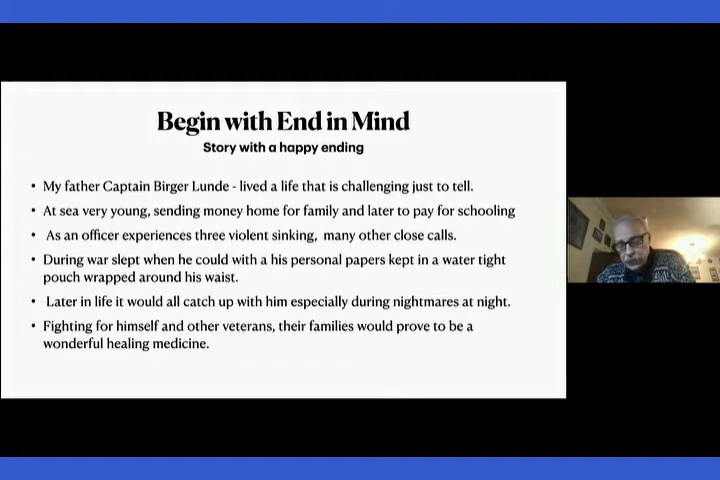 Begin with End in Mind
Story with a happy ending
• My father Captain Birger Lunde - lived a life that is challenging just to tell.
• At sea very young, sending money home for family and later to pay for schooling
• As an officer experiences three violent sinking, many other close calls.
• During war slept when he could with a his personal papers kept in a water tight
pouch wrapped around his waist.
• Later in life it would all catch up with him especially during nightmares at night.
• Fighting for himself and other veterans, their families would prove to be a
wonderful healing medicine.